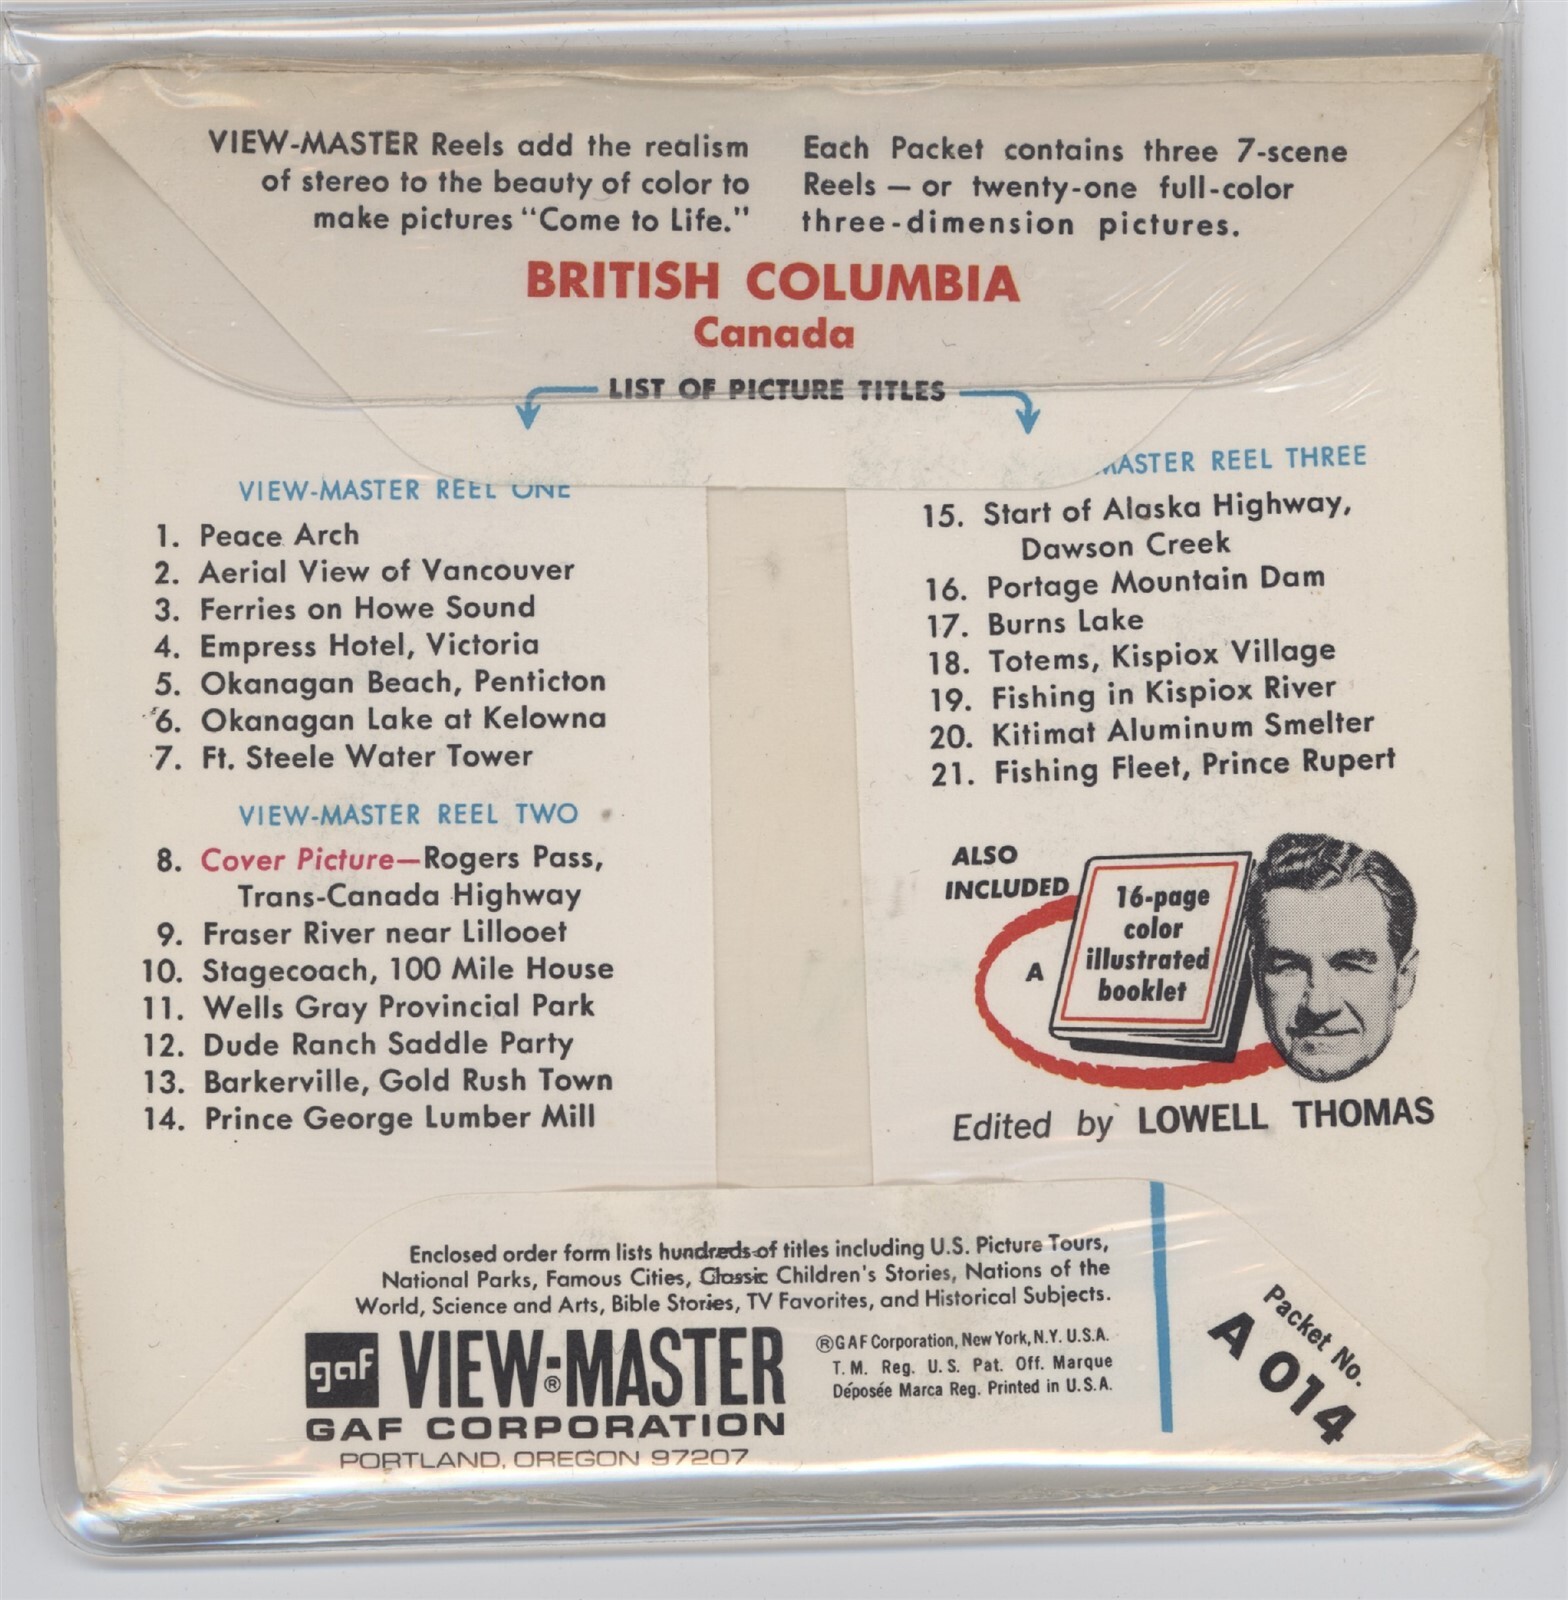 VIEW-MASTER Reels add the realism
of stereo to the beauty of color to
make pictures "Come to Life."
Each Packet contains three 7-scene
Reels — or twenty-one full-color
three-dimension pictures.
BRITISH COLUMBIA
Canada
LIST OF PICTURE TITLES
VIEW-MASTER REEL ONE
1. Peace Arch
2. Aerial View of Vancouver
3. Ferries on Howe Sound
4. Empress Hotel, Victoria
5. Okanagan Beach, Penticton
6. Okanagan Lake at Kelowna
7. Ft. Steele Water Tower
VIEW-MASTER REEL TWO
8. Cover Picture—Rogers Pass,
Trans-Canada Highway
9. Fraser River near Lillooet
10. Stagecoach, 100 Mile House
11. Wells Gray Provincial Park
12. Dude Ranch Saddle Party
13. Barkerville, Gold Rush Town
14. Prince George Lumber Mill
-MASTER REEL THREE
15. Start of Alaska Highway,
Dawson Creek
16. Portage Mountain Dam
17. Burns Lake
18. Totems, Kispiox Village
19. Fishing in Kispiox River
20. Kitimat Aluminum Smelter
21. Fishing Fleet, Prince Rupert
ALSO
INCLUDED
A
16-page
color
illustrated
booklet
Edited by LOWELL THOMAS
Enclosed order form lists hundreds of titles including U.S. Picture Tours,
National Parks, Famous Cities, Classic Children's Stories, Nations of the
World, Science and Arts, Bible Stories, TV Favorites, and Historical Subjects.
gaf VIEW-MASTER®
GAF CORPORATION
PORTLAND, OREGON 97207
®GAF Corporation, New York, N.Y. U.S.A.
T.M. Reg. U.S. Pat. Off. Marque
Déposée Marca Reg. Printed in U.S.A.
Packet No.
A 014